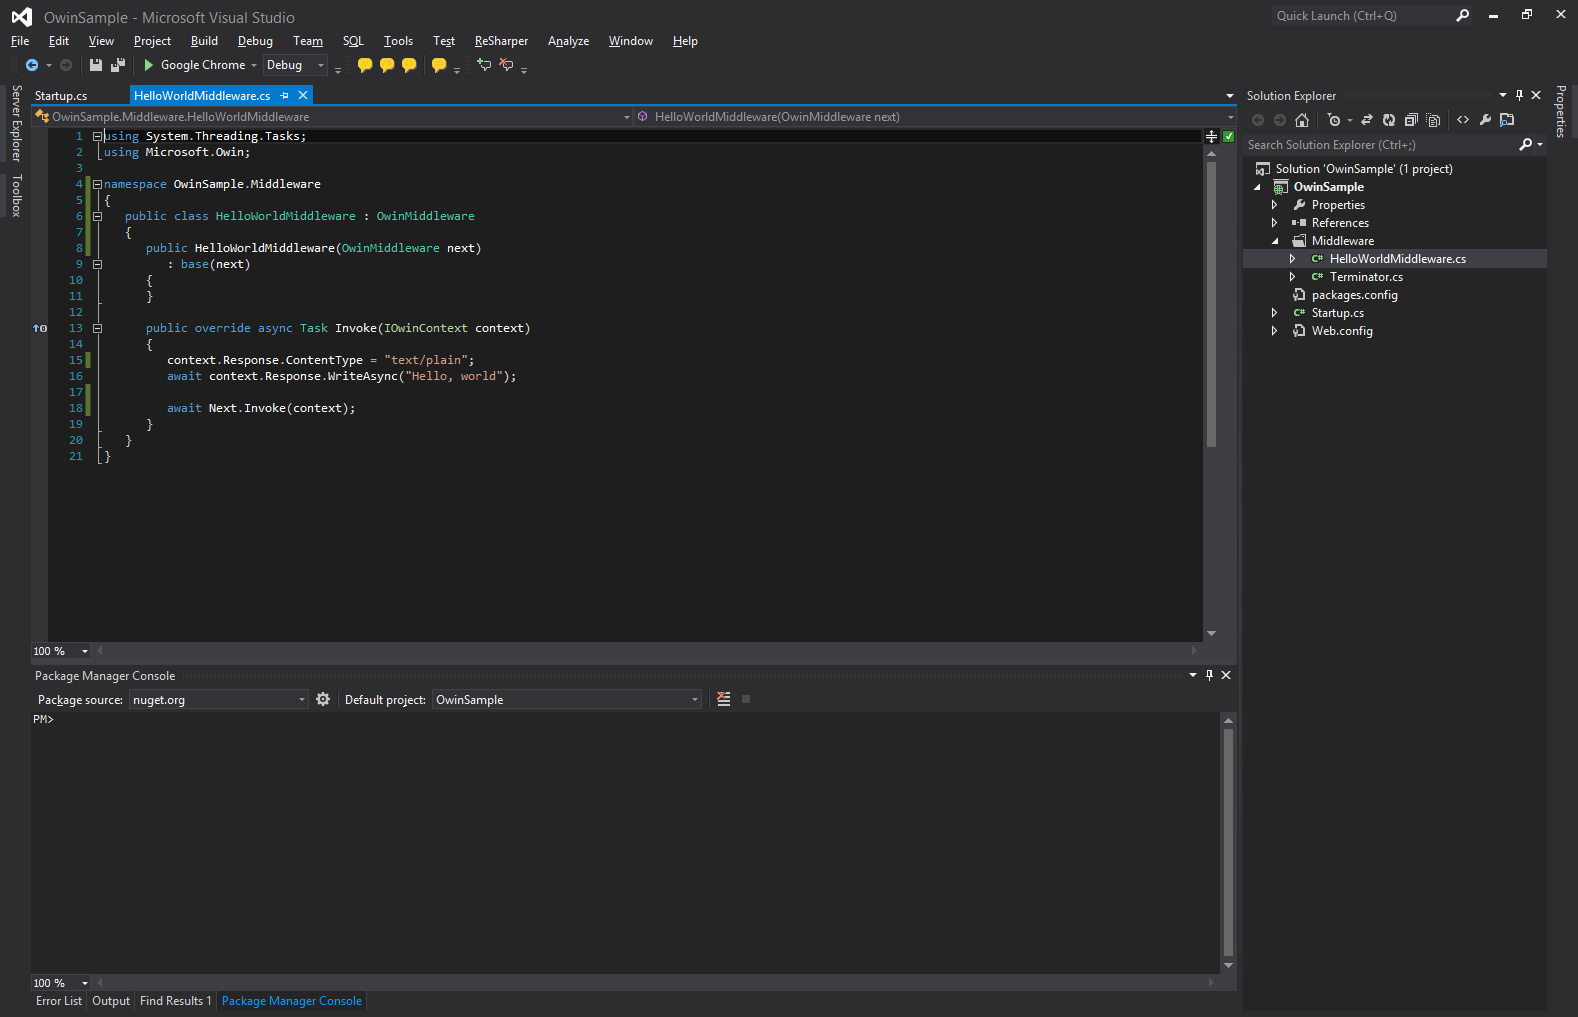 OwinSample - Microsoft Visual Studio
Quick Launch (Ctrl+Q)
File Edit View Project Build Debug Team SQL Tools Test ReSharper Analyze Window Help
Google Chrome Debug
Server Explorer
Toolbox
Startup.cs HelloWorldMiddleware.cs
OwinSample.Middleware.HelloWorldMiddleware HelloWorldMiddleware(OwinMiddleware next)
1 using System.Threading.Tasks;
2 using Microsoft.Owin;
3
4 namespace OwinSample.Middleware
5 {
6 public class HelloWorldMiddleware : OwinMiddleware
7 {
8 public HelloWorldMiddleware(OwinMiddleware next)
9 : base(next)
10 {
11 }
12
13 public override async Task Invoke(IOwinContext context)
14 {
15 context.Response.ContentType = "text/plain";
16 await context.Response.WriteAsync("Hello, world");
17
18 await Next.Invoke(context);
19 }
20 }
21 }
100 %
Package Manager Console
Package source: nuget.org Default project: OwinSample
PM>
100 %
Error List Output Find Results 1 Package Manager Console
Solution Explorer
Search Solution Explorer (Ctrl+;)
Solution 'OwinSample' (1 project)
OwinSample
Properties
References
Middleware
C# HelloWorldMiddleware.cs
C# Terminator.cs
packages.config
C# Startup.cs
Web.config
Properties